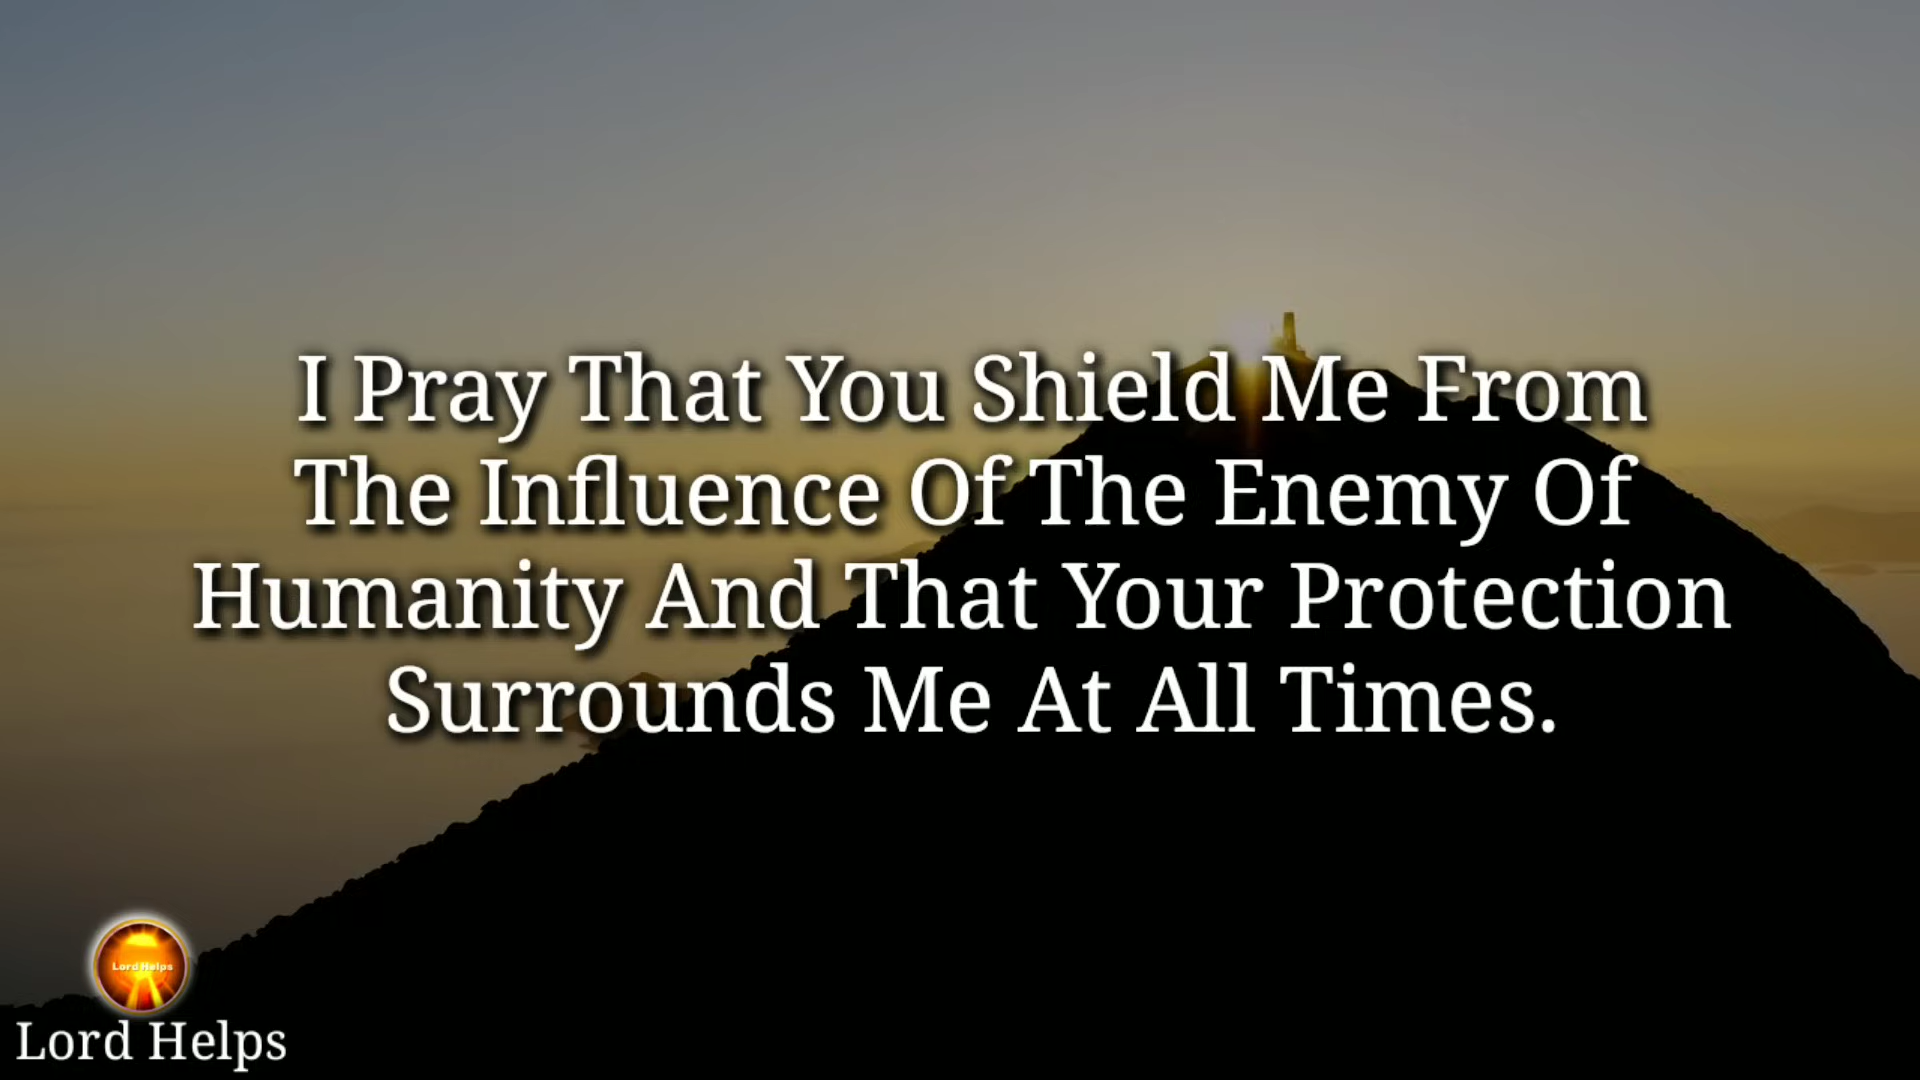 I Pray That You Shield Me From
The Influence Of The Enemy Of
Humanity And That Your Protection
Surrounds Me At All Times.
Lord Helps
Lord Helps